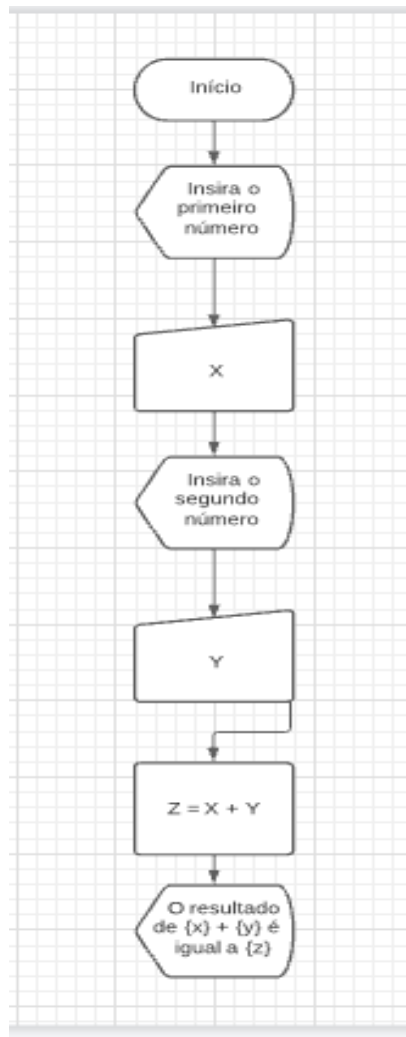 Início
Insira o
primeiro
número
X
Insira o
segundo
número
Y
Z = X + Y
O resultado
de {x} + {y} é
igual a {z}